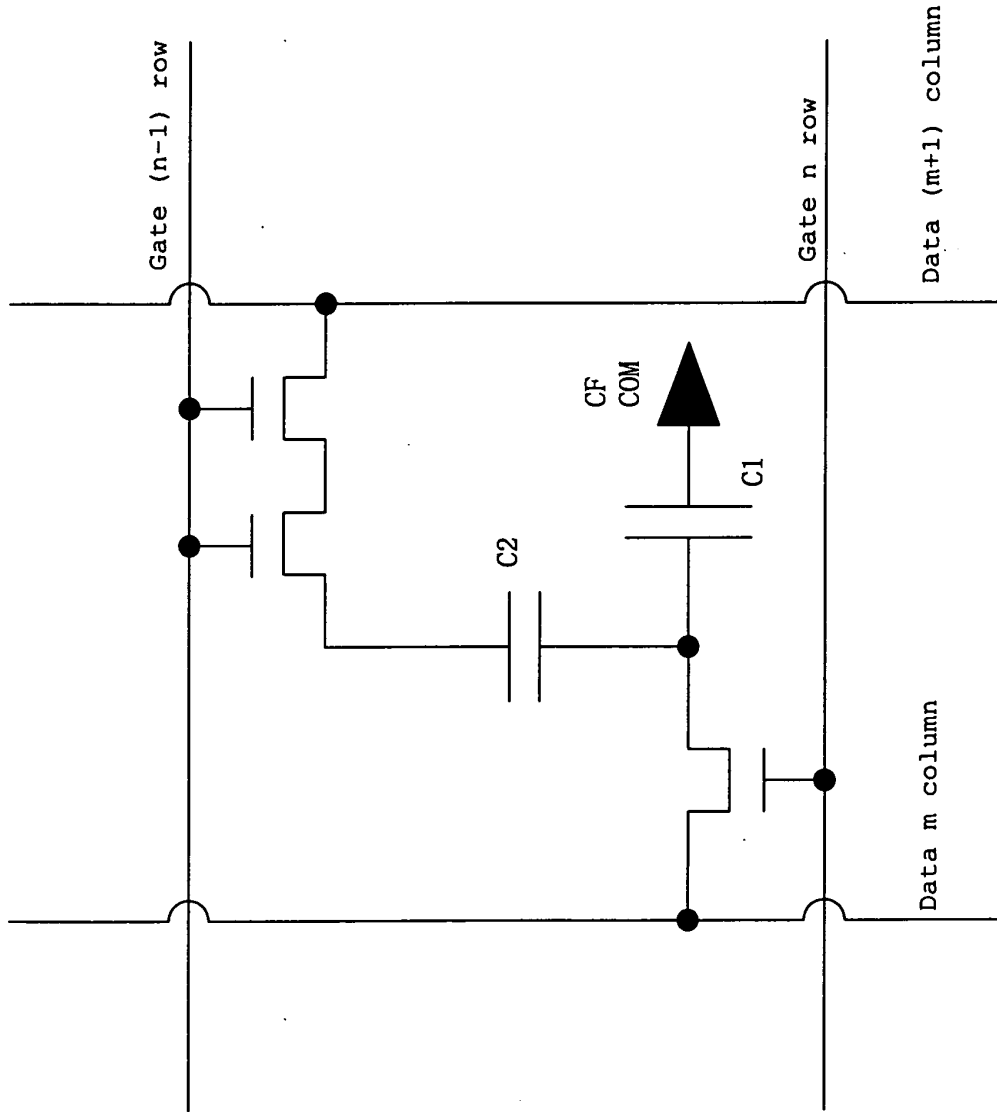 Gate (n-1) row
Gate n row
Data (m+1) column
CF
COM
C1
C2
Data m column